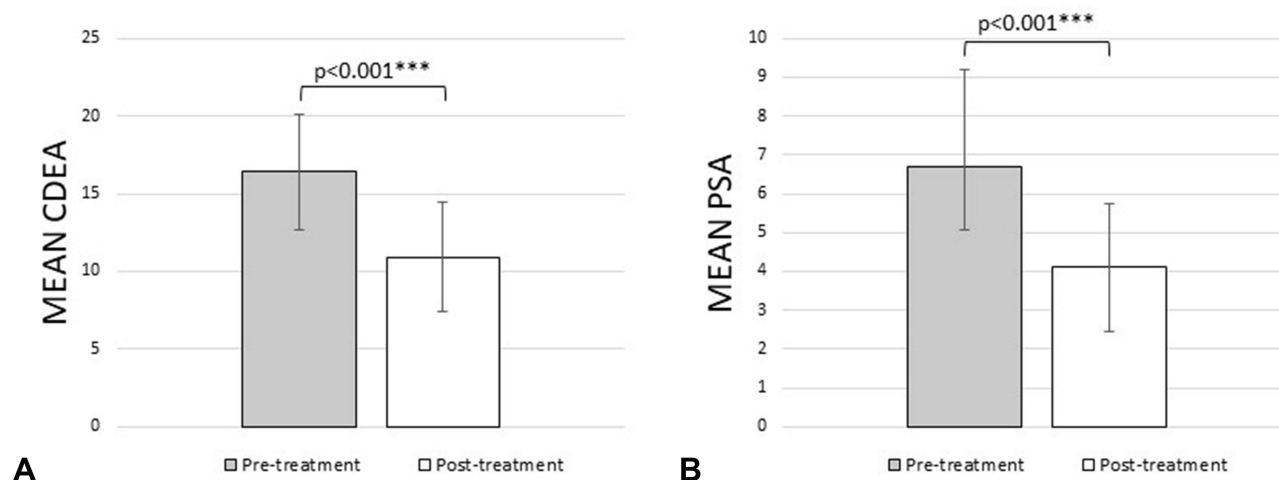 25
20
15
10
5
0
MEAN CDEA
p<0.001***
Pre-treatment
Post-treatment
A
10
9
8
7
6
5
4
3
2
1
0
MEAN PSA
p<0.001***
Pre-treatment
Post-treatment
B